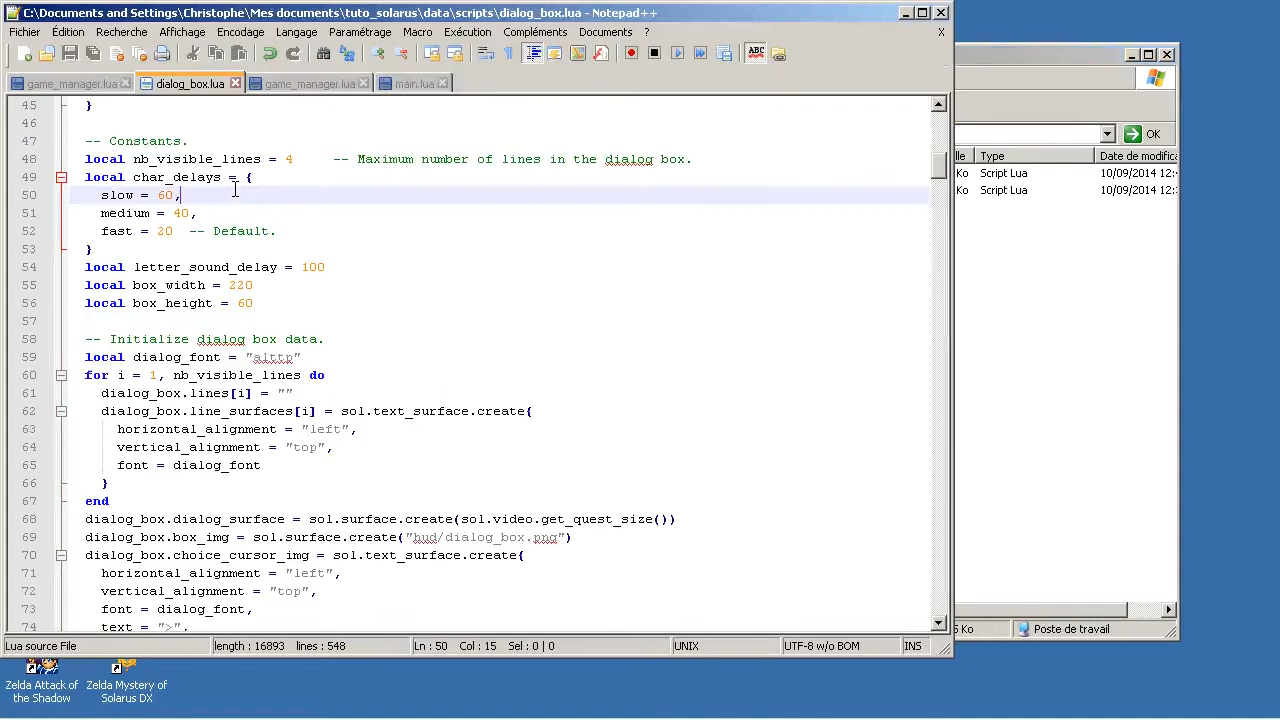 C:\Documents and Settings\Christophe\Mes documents\tuto_solarus\data\scripts\dialog_box.lua - Notepad++
Fichier Édition Recherche Affichage Encodage Langage Paramétrage Macro Exécution Compléments Documents ? X
game_manager.lua dialog_box.lua game_manager.lua main.lua
45 }
46
47 -- Constants.
48 local nb_visible_lines = 4 -- Maximum number of lines in the dialog box.
49 local char_delays = {
50 slow = 60,
51 medium = 40,
52 fast = 20 -- Default.
53 }
54 local letter_sound_delay = 100
55 local box_width = 220
56 local box_height = 60
57
58 -- Initialize dialog box data.
59 local dialog_font = "alttp"
60 for i = 1, nb_visible_lines do
61 dialog_box.lines[i] = ""
62 dialog_box.line_surfaces[i] = sol.text_surface.create{
63 horizontal_alignment = "left",
64 vertical_alignment = "top",
65 font = dialog_font
66 }
67 end
68 dialog_box.dialog_surface = sol.surface.create(sol.video.get_quest_size())
69 dialog_box.box_img = sol.surface.create("hud/dialog_box.png")
70 dialog_box.choice_cursor_img = sol.text_surface.create{
71 horizontal_alignment = "left",
72 vertical_alignment = "top",
73 font = dialog_font,
74 text = ">",
Lua source File length : 16893 lines : 548 Ln : 50 Col : 15 Sel : 0 | 0 UNIX UTF-8 w/o BOM INS
OK
lle Type Date de modifica
Ko Script Lua 10/09/2014 12:
Ko Script Lua 10/09/2014 12:
Ko Poste de travail
Zelda Attack of the Shadow
Zelda Mystery of Solarus DX